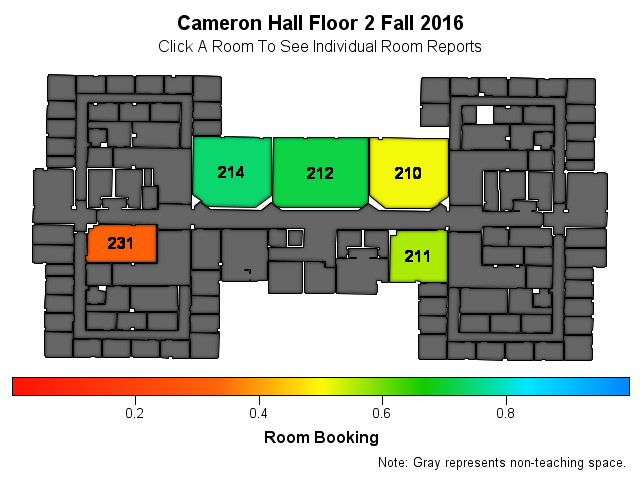 Cameron Hall Floor 2 Fall 2016
Click A Room To See Individual Room Reports
214
212
210
231
211
0.2 0.4 0.6 0.8
Room Booking
Note: Gray represents non-teaching space.